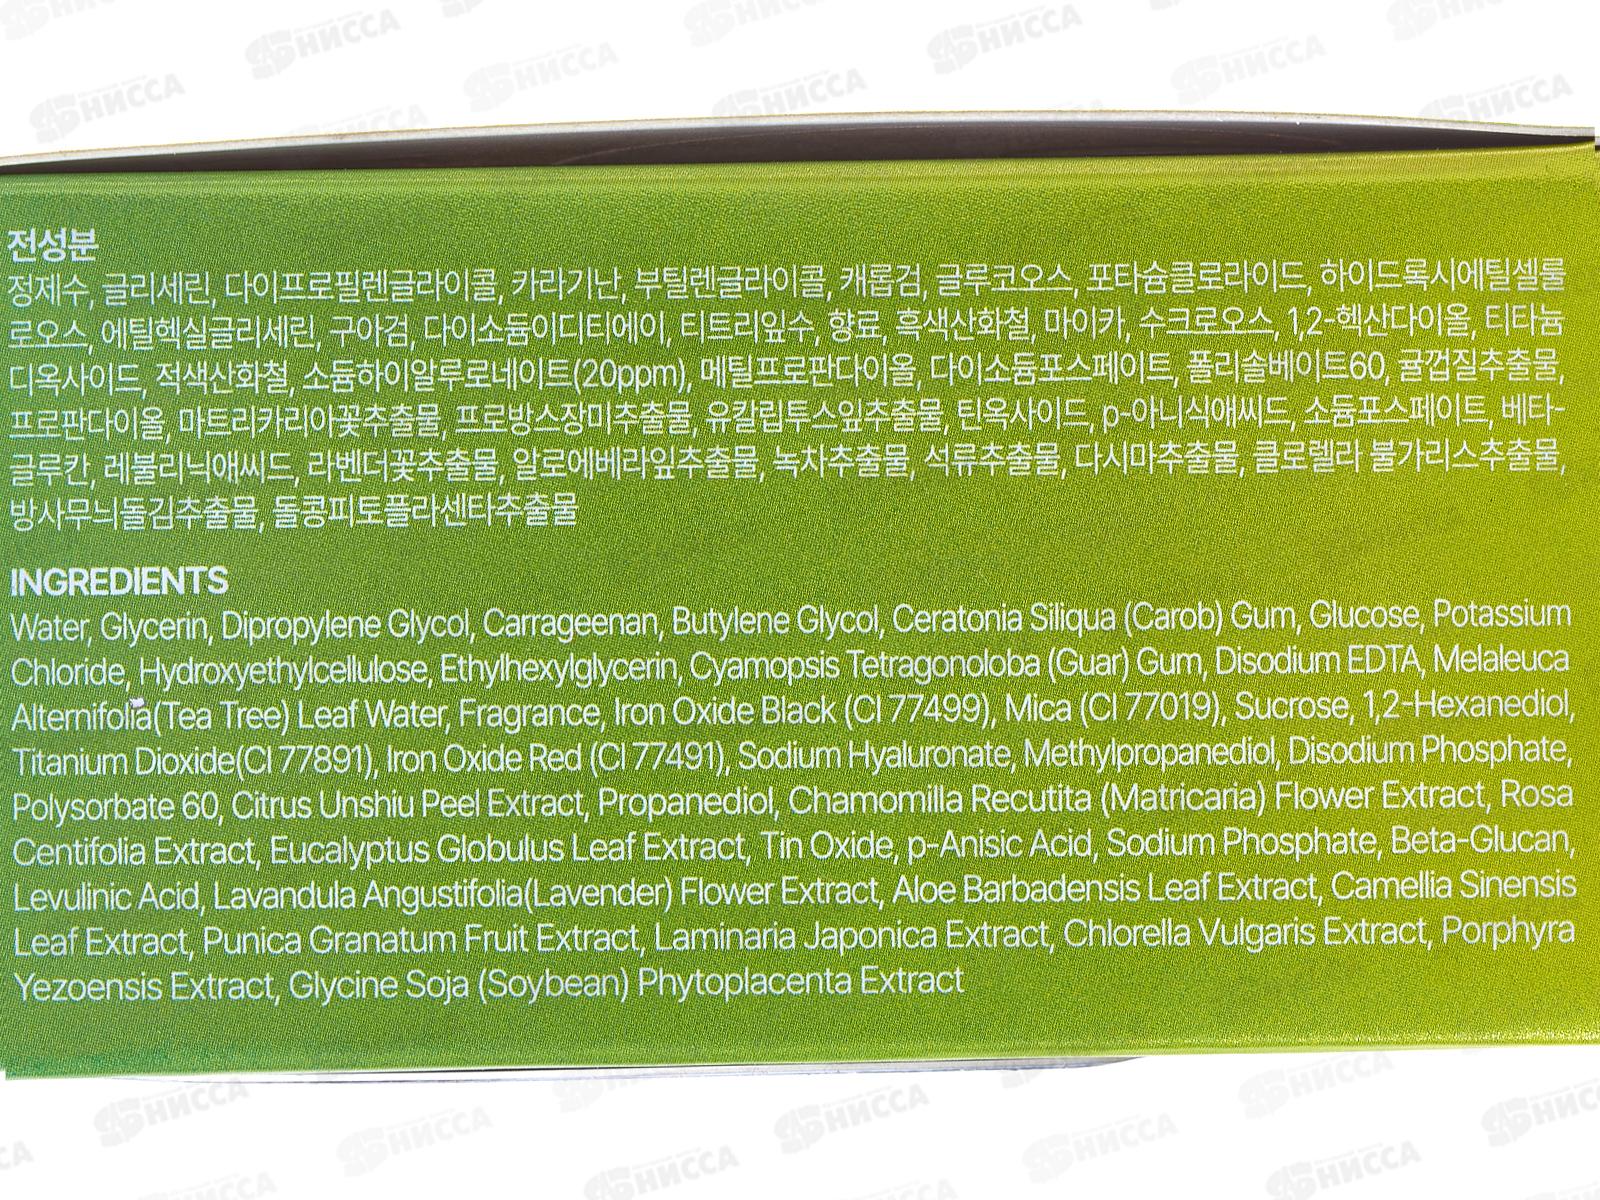 전성분
정제수, 글리세린, 다이프로필렌글라이콜, 카라기난, 부틸렌글라이콜, 캐롭검, 글루코오스, 포타슘클로라이드, 하이드록시에틸셀룰
로오스, 에틸헥실글리세린, 구아검, 다이소듐이디티에이, 티트리잎수, 향료, 흑색산화철, 마이카, 수크로오스, 1,2-헥산다이올, 티타늄
디옥사이드, 적색산화철, 소듐하이알루로네이트(20ppm), 메틸프로판다이올, 다이소듐포스페이트, 폴리솔베이트60, 귤껍질추출물,
프로판다이올, 마트리카리아꽃추출물, 프로방스장미추출물, 유칼립투스잎추출물, 틴옥사이드, p-아니식애씨드, 소듐포스페이트, 베타-
글루칸, 레불리닉애씨드, 라벤더꽃추출물, 알로에베라잎추출물, 녹차추출물, 석류추출물, 다시마추출물, 클로렐라 불가리스추출물,
방사무늬돌김추출물, 돌콩피토플라센타추출물
INGREDIENTS
Water, Glycerin, Dipropylene Glycol, Carrageenan, Butylene Glycol, Ceratonia Siliqua (Carob) Gum, Glucose, Potassium
Chloride, Hydroxyethylcellulose, Ethylhexylglycerin, Cyamopsis Tetragonoloba (Guar) Gum, Disodium EDTA, Melaleuca
Alternifolia(Tea Tree) Leaf Water, Fragrance, Iron Oxide Black (CI 77499), Mica (CI 77019), Sucrose, 1,2-Hexanediol,
Titanium Dioxide(CI 77891), Iron Oxide Red (CI 77491), Sodium Hyaluronate, Methylpropanediol, Disodium Phosphate,
Polysorbate 60, Citrus Unshiu Peel Extract, Propanediol, Chamomilla Recutita (Matricaria) Flower Extract, Rosa
Centifolia Extract, Eucalyptus Globulus Leaf Extract, Tin Oxide, p-Anisic Acid, Sodium Phosphate, Beta-Glucan,
Levulinic Acid, Lavandula Angustifolia(Lavender) Flower Extract, Aloe Barbadensis Leaf Extract, Camellia Sinensis
Leaf Extract, Punica Granatum Fruit Extract, Laminaria Japonica Extract, Chlorella Vulgaris Extract, Porphyra
Yezoensis Extract, Glycine Soja (Soybean) Phytoplacenta Extract